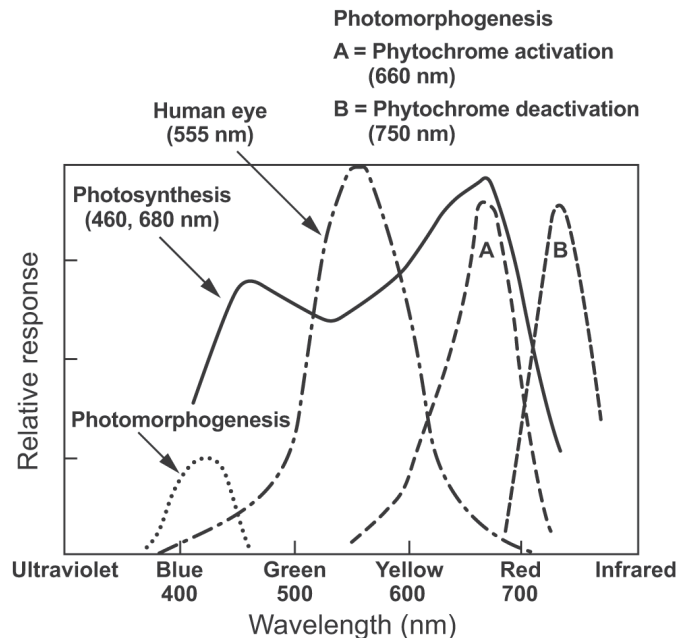 Photomorphogenesis
A = Phytochrome activation
(660 nm)
B = Phytochrome deactivation
(750 nm)
Human eye
(555 nm)
Photosynthesis
(460, 680 nm)
A
B
Photomorphogenesis
Relative response
Ultraviolet Blue Green Yellow Red Infrared
400 500 600 700
Wavelength (nm)